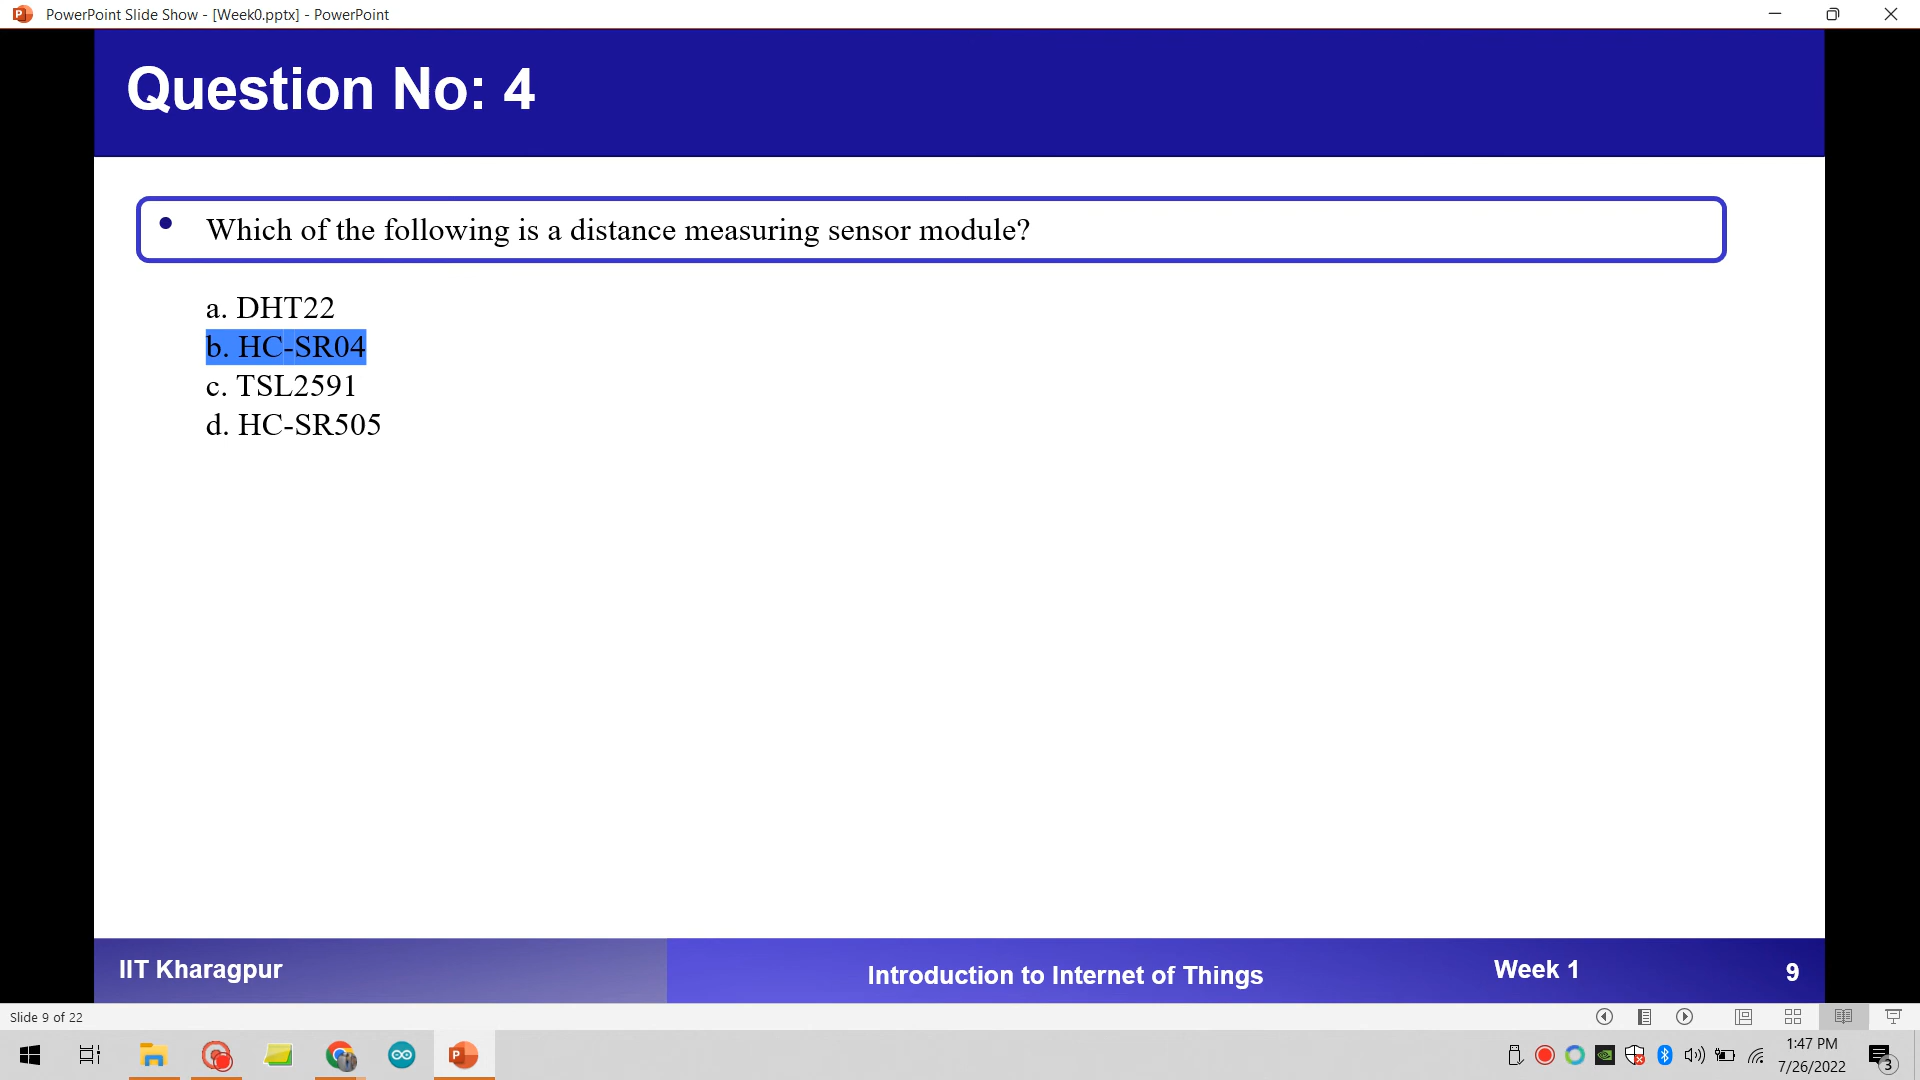 PowerPoint Slide Show - [Week0.pptx] - PowerPoint
Question No: 4
• Which of the following is a distance measuring sensor module?
a. DHT22
b. HC-SR04
c. TSL2591
d. HC-SR505
IIT Kharagpur
Introduction to Internet of Things
Week 1
9
Slide 9 of 22
1:47 PM
7/26/2022
3